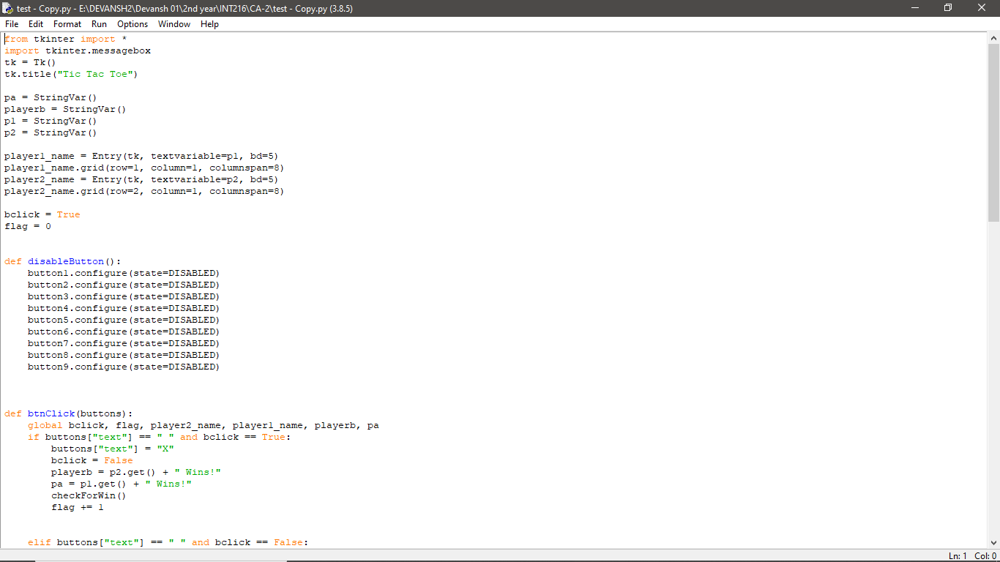 test - Copy.py - E:\DEVANSH2\Devansh 01\2nd year\INT216\CA-2\test - Copy.py (3.8.5)
File Edit Format Run Options Window Help
from tkinter import *
import tkinter.messagebox
tk = Tk()
tk.title("Tic Tac Toe")

pa = StringVar()
playerb = StringVar()
p1 = StringVar()
p2 = StringVar()

player1_name = Entry(tk, textvariable=p1, bd=5)
player1_name.grid(row=1, column=1, columnspan=8)
player2_name = Entry(tk, textvariable=p2, bd=5)
player2_name.grid(row=2, column=1, columnspan=8)

bclick = True
flag = 0


def disableButton():
    button1.configure(state=DISABLED)
    button2.configure(state=DISABLED)
    button3.configure(state=DISABLED)
    button4.configure(state=DISABLED)
    button5.configure(state=DISABLED)
    button6.configure(state=DISABLED)
    button7.configure(state=DISABLED)
    button8.configure(state=DISABLED)
    button9.configure(state=DISABLED)



def btnClick(buttons):
    global bclick, flag, player2_name, player1_name, playerb, pa
    if buttons["text"] == " " and bclick == True:
        buttons["text"] = "X"
        bclick = False
        playerb = p2.get() + " Wins!"
        pa = p1.get() + " Wins!"
        checkForWin()
        flag += 1


    elif buttons["text"] == " " and bclick == False:
Ln: 1 Col: 0